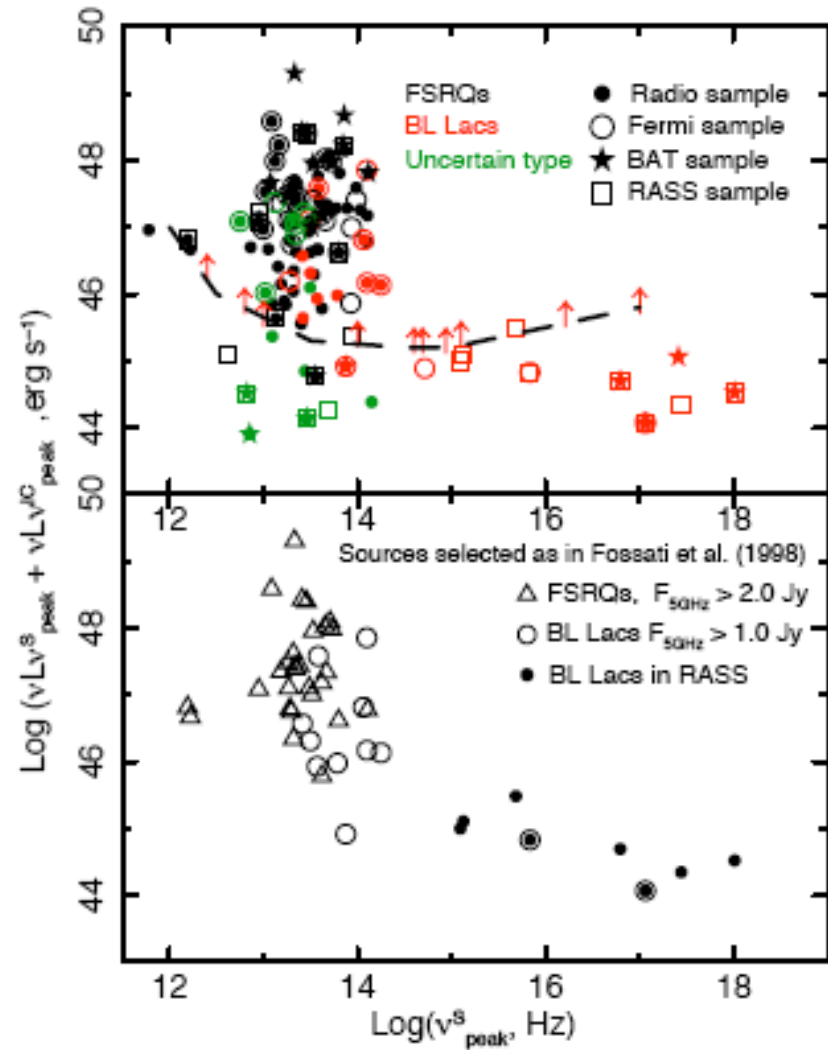 50
48
46
44
FSRQs
BL Lacs
Uncertain type
Radio sample
Fermi sample
BAT sample
RASS sample
12 14 16 18
Log (νLν^S_peak + νLν^IC_peak , erg s⁻¹)
50
48
46
44
Sources selected as in Fossati et al. (1998)
FSRQs, F_5GHz > 2.0 Jy
BL Lacs F_5GHz > 1.0 Jy
BL Lacs in RASS
12 14 16 18
Log(ν^S_peak, Hz)